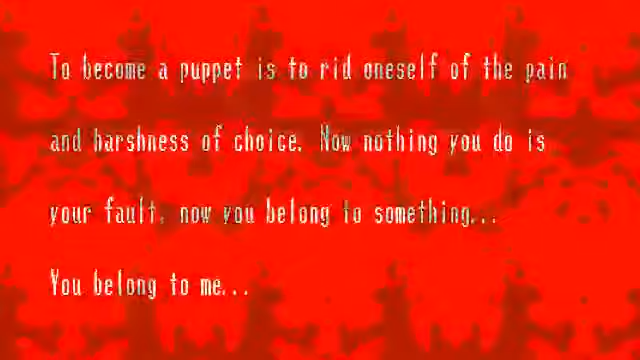 To become a puppet is to rid oneself of the pain
and harshness of choice. Now nothing you do is
your fault, now you belong to something...
You belong to me...